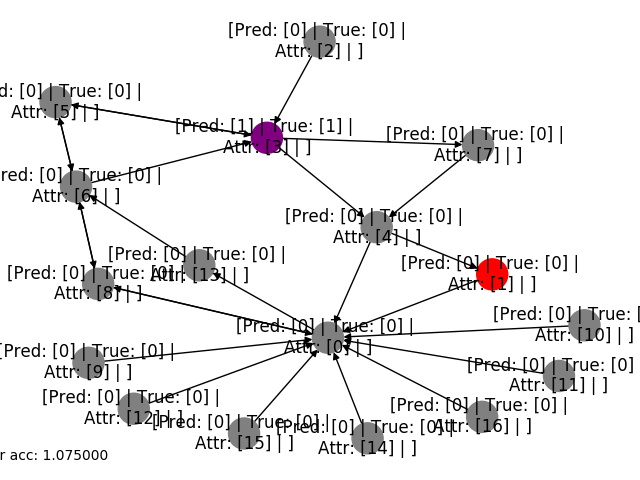 [Pred: [0] | True: [0] |
Attr: [2] | ]
d: [0] | True: [0] |
Attr: [5] | ]
[Pred: [1] | True: [1] |
Attr: [3] | ]
[Pred: [0] | True: [0] |
Attr: [7] | ]
red: [0] | True: [0] |
Attr: [6] | ]
[Pred: [0] | True: [0] |
Attr: [4] | ]
[Pred: [0] | True: [0] |
Attr: [13] | ]
[Pred: [0] | True: [0] |
Attr: [1] | ]
[Pred: [0] | True: [0] |
Attr: [8] | ]
[Pred: [0] | True: [0] |
Attr: [0] | ]
[Pred: [0] | True: [
Attr: [10] | ]
[Pred: [0] | True: [0] |
Attr: [9] | ]
[Pred: [0] | True: [0]
Attr: [11] | ]
[Pred: [0] | True: [0] |
Attr: [12] | ]
[Pred: [0] | True: [0] |
Attr: [16] | ]
[Pred: [0] | True: [0] |
Attr: [15] | ]
[Pred: [0] | True: [0] |
Attr: [14] | ]
r acc: 1.075000